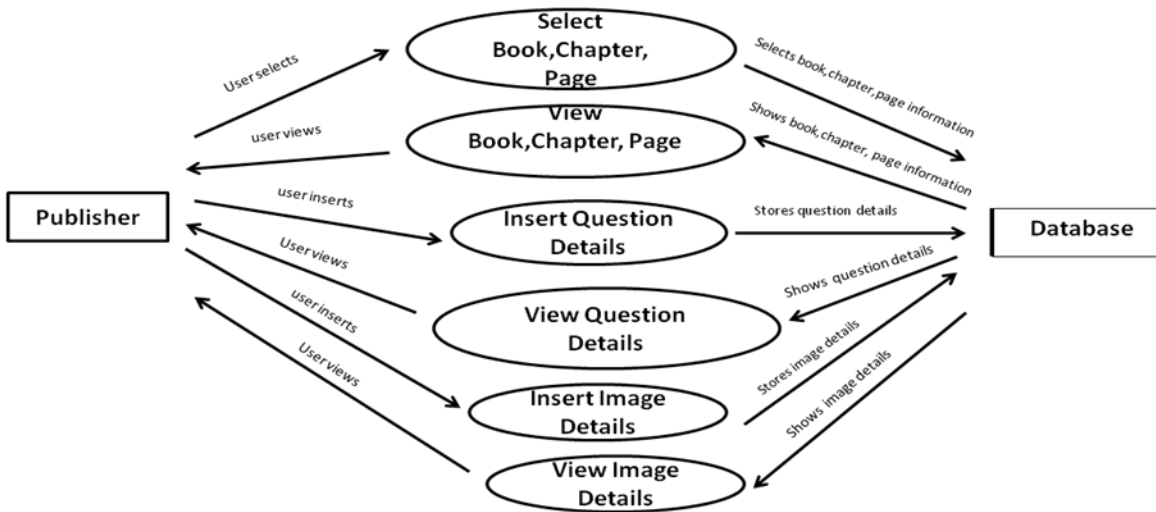 Select
Book,Chapter,
Page
User selects
Selects book,chapter,page information
View
Book,Chapter, Page
user views
Shows book,chapter, page information
Publisher
user inserts
Insert Question
Details
Stores question details
Database
User views
View Question
Details
Shows question details
user inserts
Insert Image
Details
Stores image details
User views
View Image
Details
Shows image details